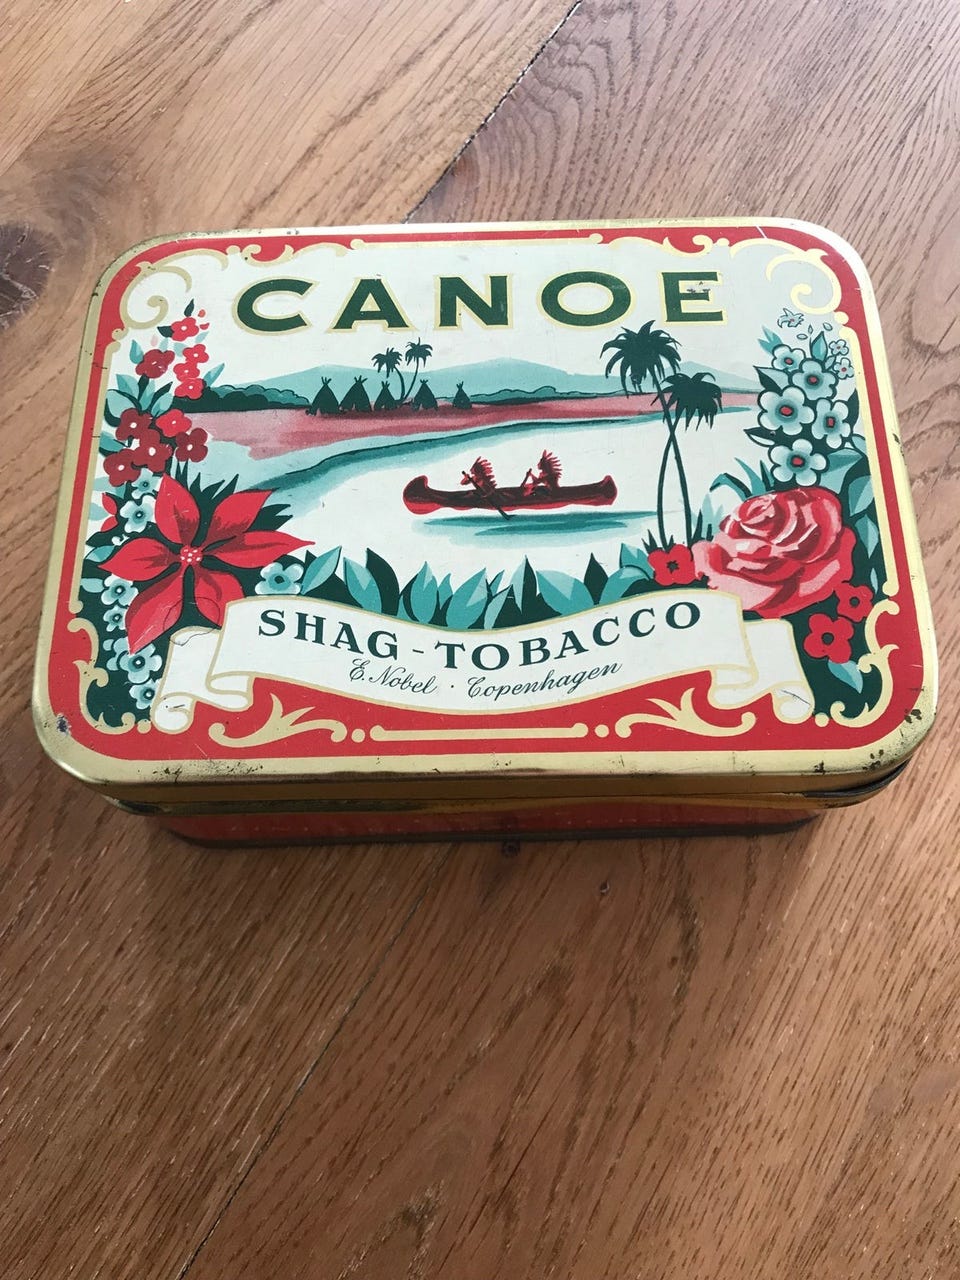 CANOE
SHAG-TOBACCO
E. Nobel · Copenhagen